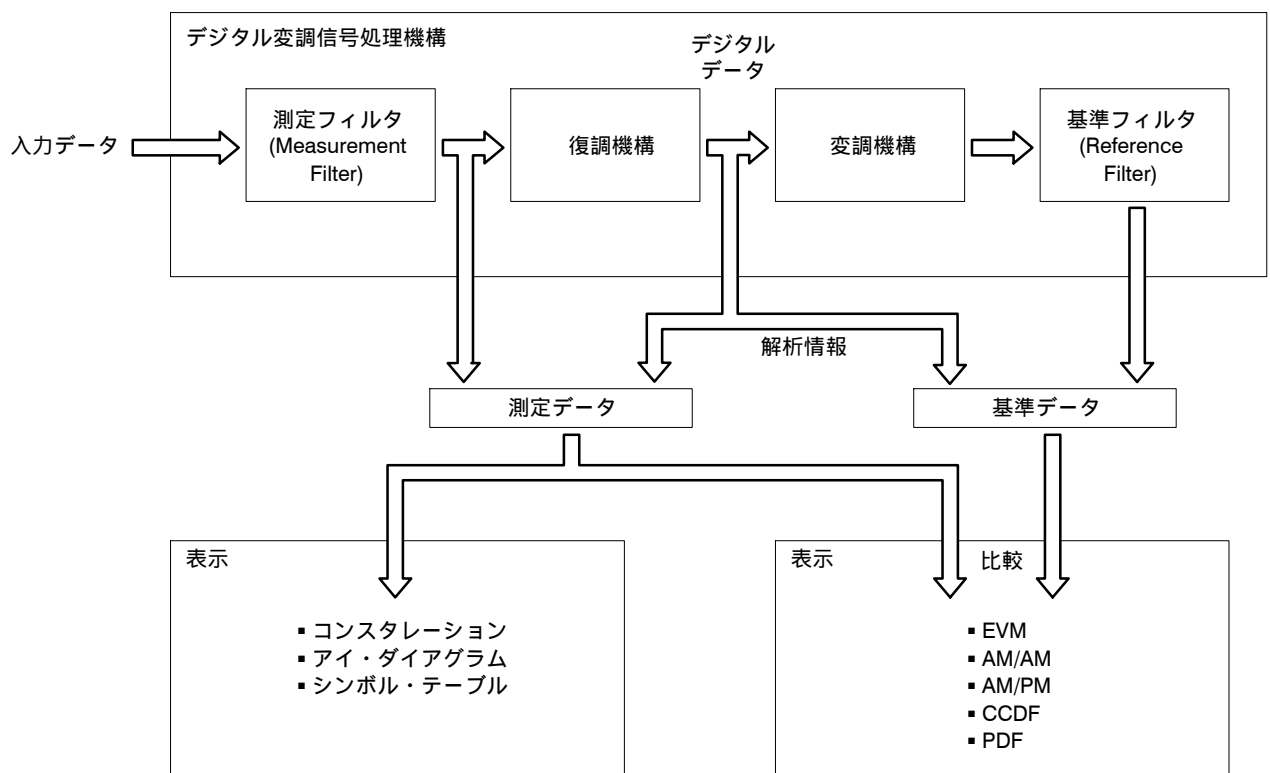 デジタル変調信号処理機構
デジタル
データ
入力データ
測定フィルタ
(Measurement
Filter)
復調機構
変調機構
基準フィルタ
(Reference
Filter)
解析情報
測定データ
基準データ
表示
▪ コンスタレーション
▪ アイ・ダイアグラム
▪ シンボル・テーブル
表示
比較
▪ EVM
▪ AM/AM
▪ AM/PM
▪ CCDF
▪ PDF